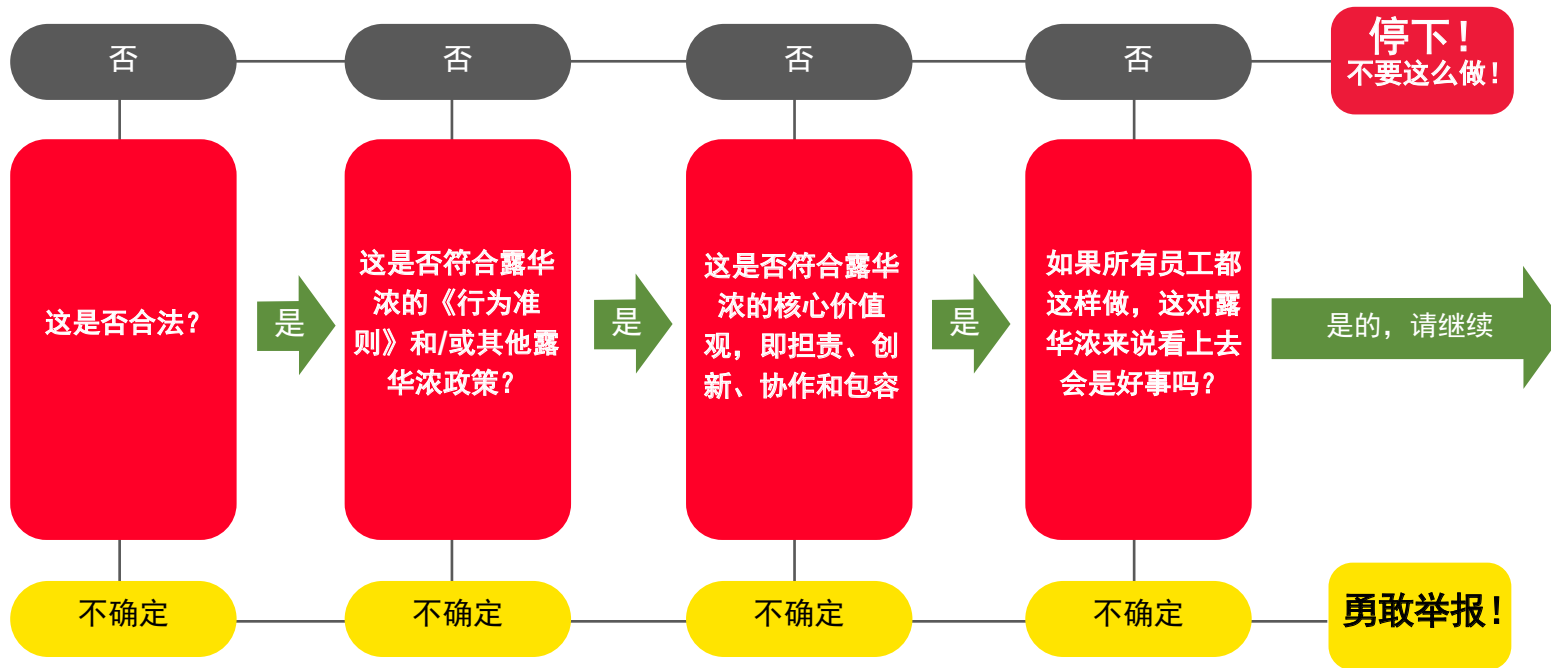 否
否
否
否
停下！
不要这么做！
这是否合法？
是
这是否符合露华
浓的《行为准
则》和/或其他露
华浓政策？
是
这是否符合露华
浓的核心价值
观，即担责、创
新、协作和包容
是
如果所有员工都
这样做，这对露
华浓来说看上去
会是好事吗？
是的，请继续
不确定
不确定
不确定
不确定
勇敢举报！